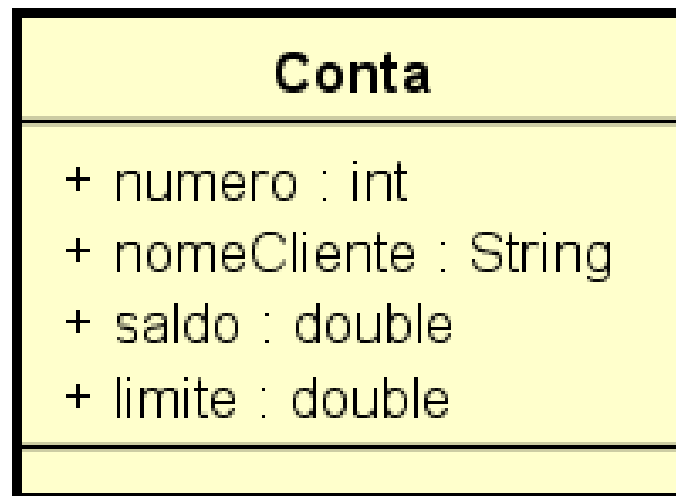 Conta
+ numero : int
+ nomeCliente : String
+ saldo : double
+ limite : double